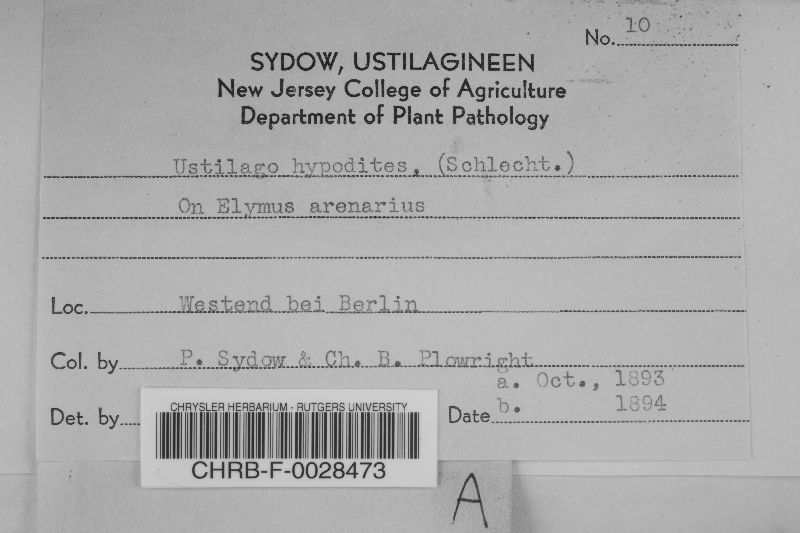 No. 10
SYDOW, USTILAGINEEN
New Jersey College of Agriculture
Department of Plant Pathology
Ustilago hypodites, (Schlecht.)
On Elymus arenarius
Loc. Westend bei Berlin
Col. by P. Sydow & Ch. B. Plowright
a. Oct., 1893
Det. by Date b. 1894
CHRYSLER HERBARIUM - RUTGERS UNIVERSITY
CHRB-F-0028473
A